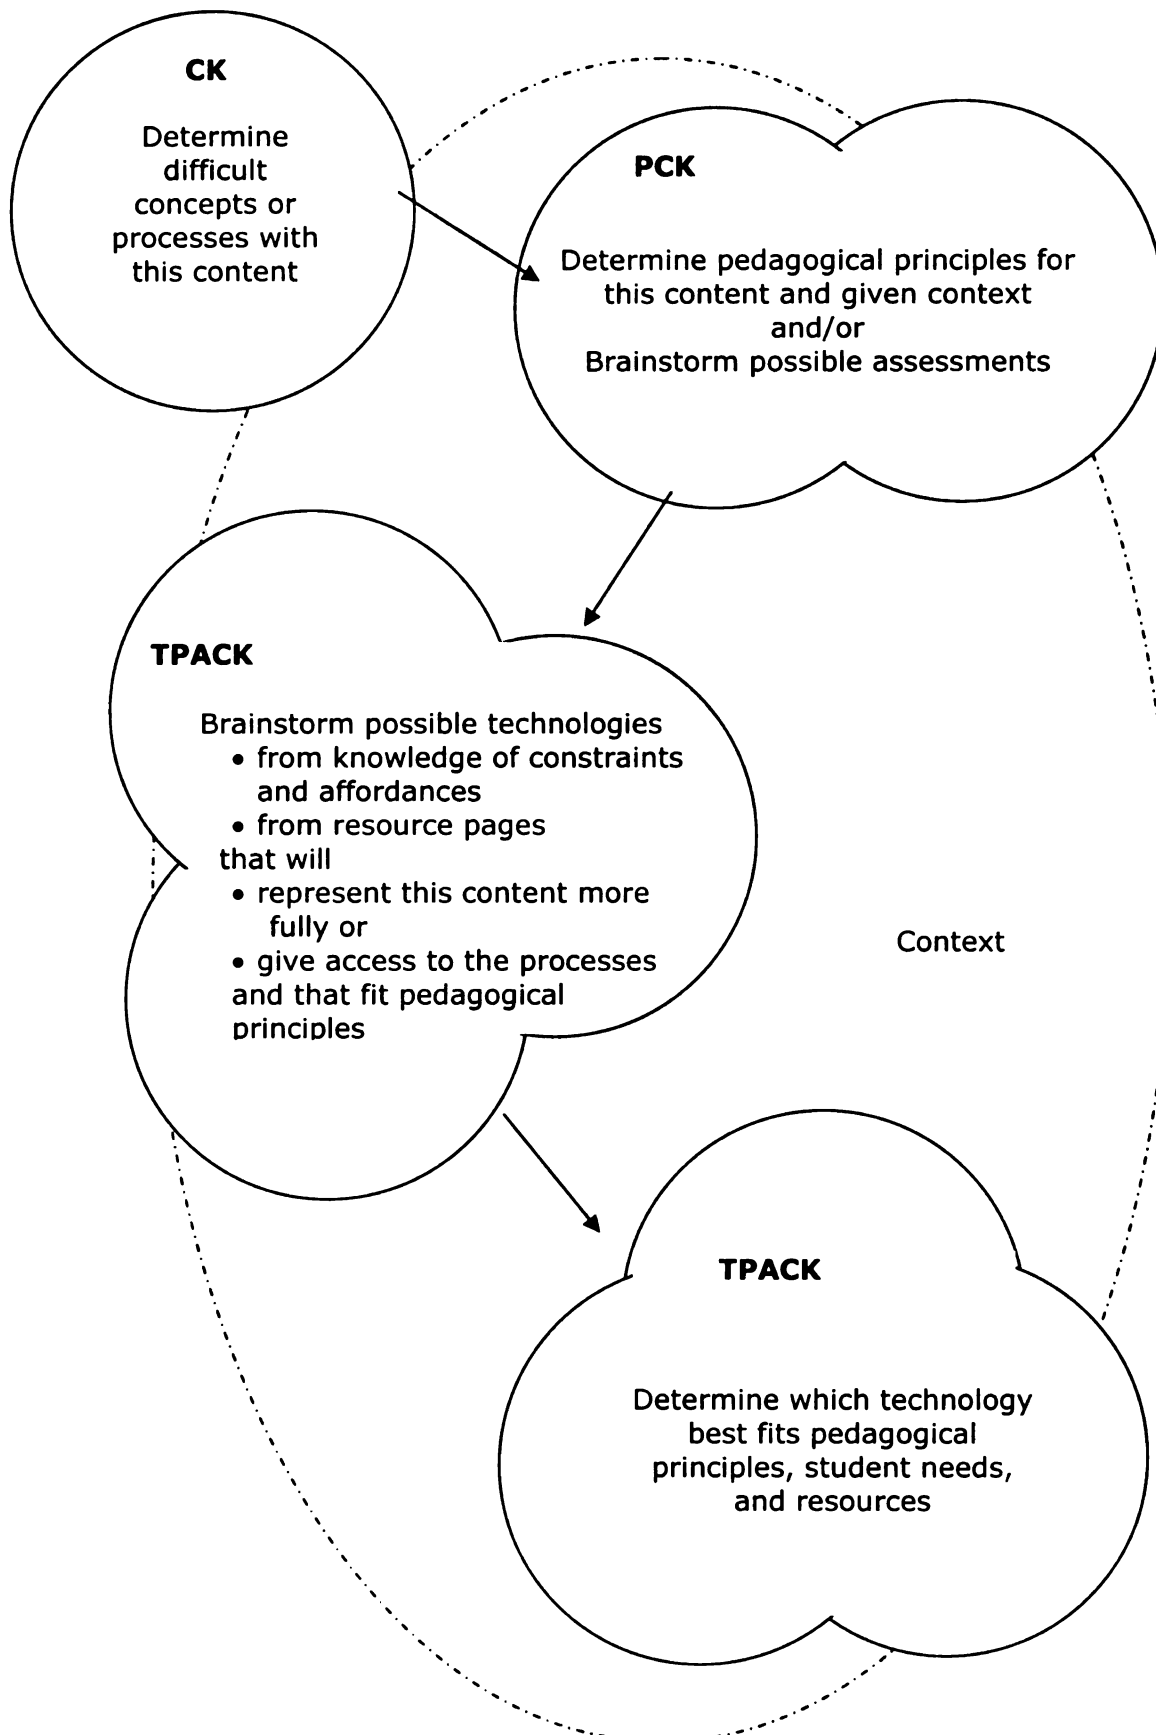 CK
Determine
difficult
concepts or
processes with
this content
PCK
Determine pedagogical principles for
this content and given context
and/or
Brainstorm possible assessments
TPACK
Brainstorm possible technologies
• from knowledge of constraints
and affordances
• from resource pages
that will
• represent this content more
fully or
• give access to the processes
and that fit pedagogical
principles
Context
TPACK
Determine which technology
best fits pedagogical
principles, student needs,
and resources